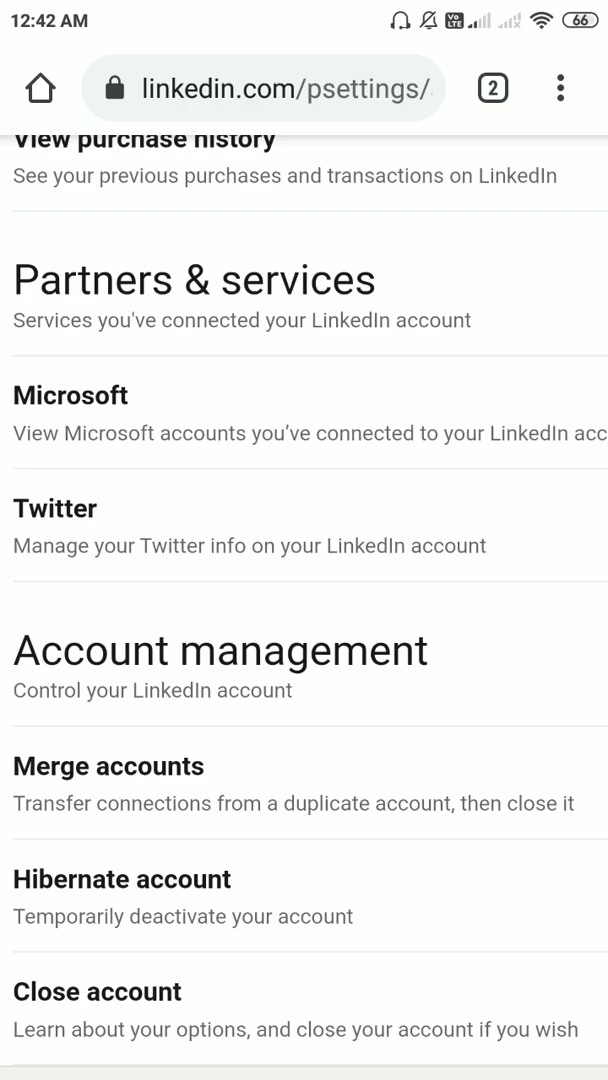 12:42 AM
Vo LTE
66
linkedin.com/psettings/
2
View purchase history
See your previous purchases and transactions on LinkedIn
Partners & services
Services you've connected your LinkedIn account
Microsoft
View Microsoft accounts you’ve connected to your LinkedIn acc
Twitter
Manage your Twitter info on your LinkedIn account
Account management
Control your LinkedIn account
Merge accounts
Transfer connections from a duplicate account, then close it
Hibernate account
Temporarily deactivate your account
Close account
Learn about your options, and close your account if you wish